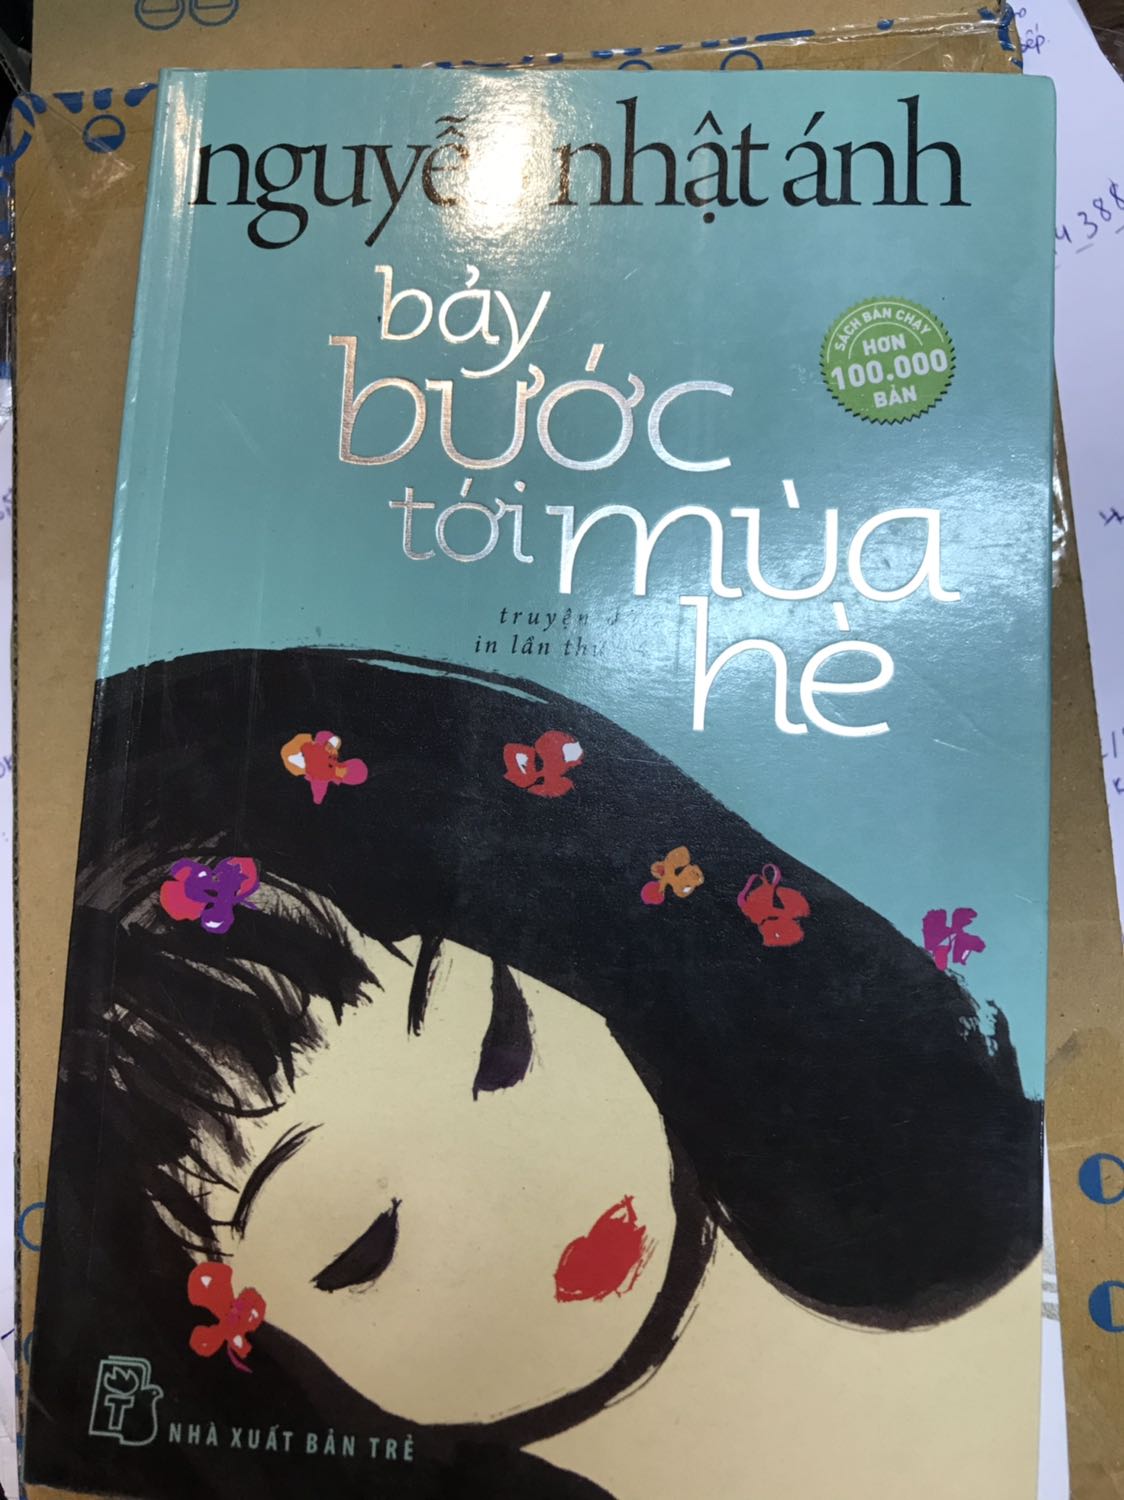 nguyễn nhật ánh
bảy
bước
tới mùa
hè
SÁCH BÁN CHẠY
HƠN
100.000
BẢN
truyện
in lần thứ
NHÀ XUẤT BẢN TRẺ
388